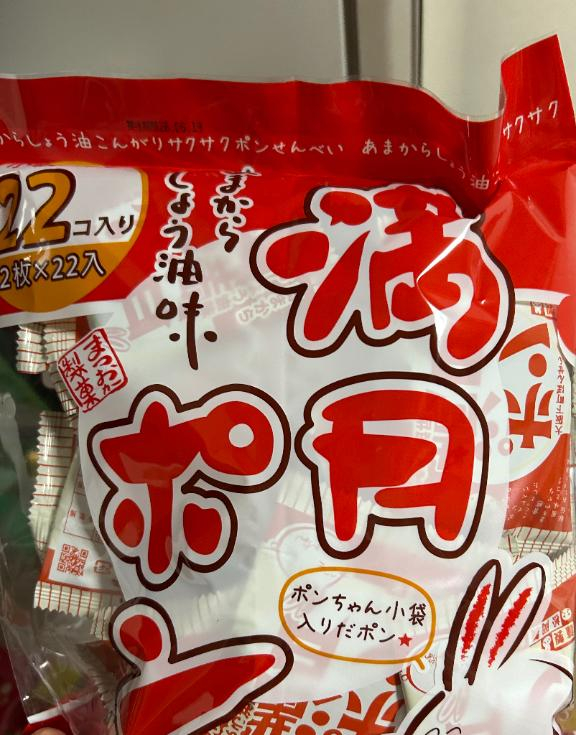 からしょう油こんがりサクサクポンせんべい あまからしょう油
サクサク
22コ入り
2枚×22入
まから
しょう油味
満月
ポン
まつおか
製菓
ポンちゃん小袋
入りだポン★